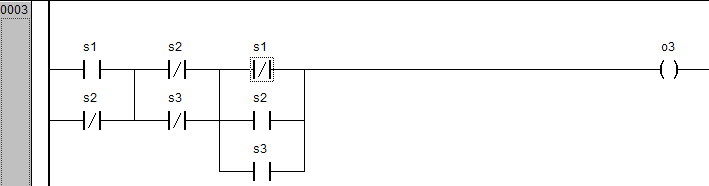 0003
s1 s2 s1 o3
s2 s3 s2
s3